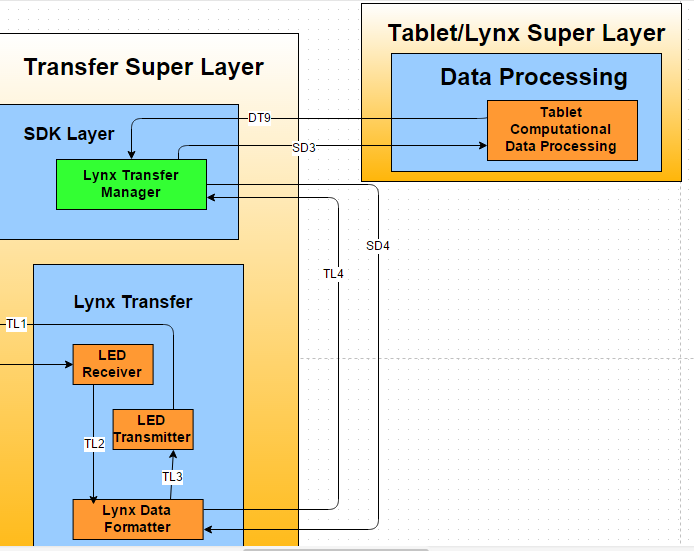 Tablet/Lynx Super Layer
Transfer Super Layer
Data Processing
Tablet
Computational
Data Processing
DT9
SDK Layer
SD3
Lynx Transfer
Manager
SD4
TL4
Lynx Transfer
TL1
LED
Receiver
LED
Transmitter
TL2
TL3
Lynx Data
Formatter